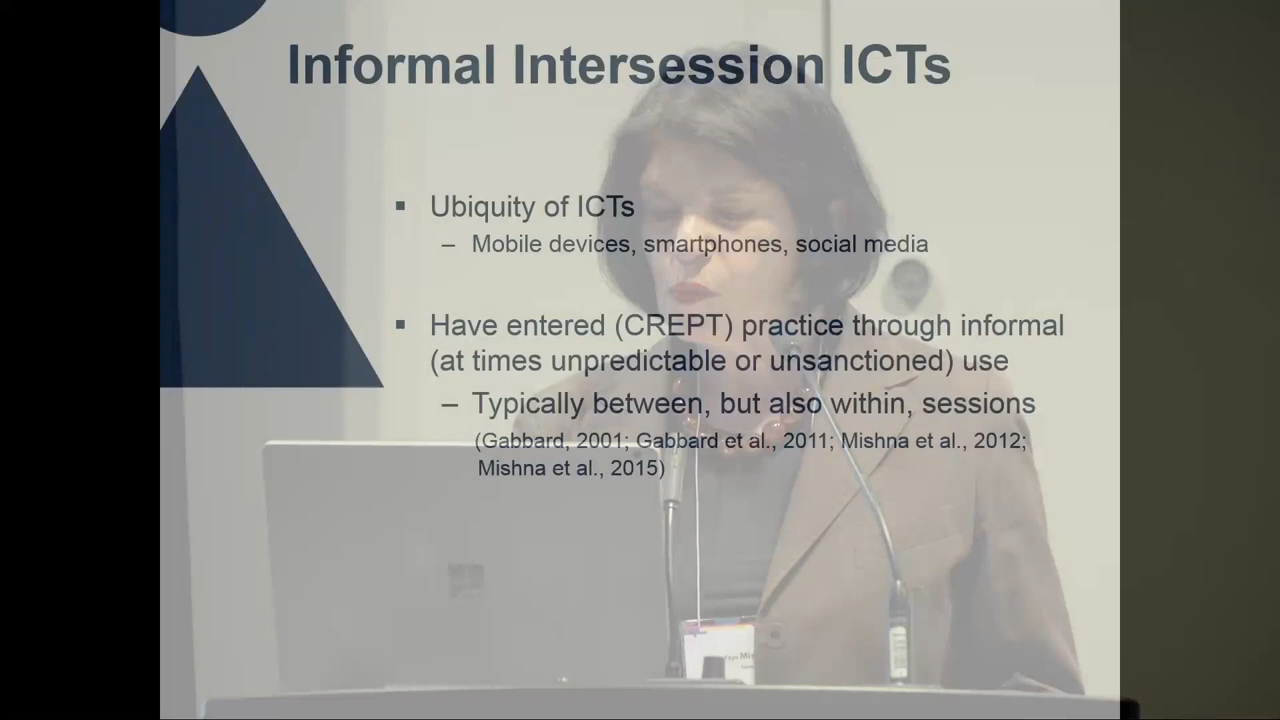 Informal Intersession ICTs
▪ Ubiquity of ICTs
– Mobile devices, smartphones, social media
▪ Have entered (CREPT) practice through informal
(at times unpredictable or unsanctioned) use
– Typically between, but also within, sessions
(Gabbard, 2001; Gabbard et al., 2011; Mishna et al., 2012;
Mishna et al., 2015)